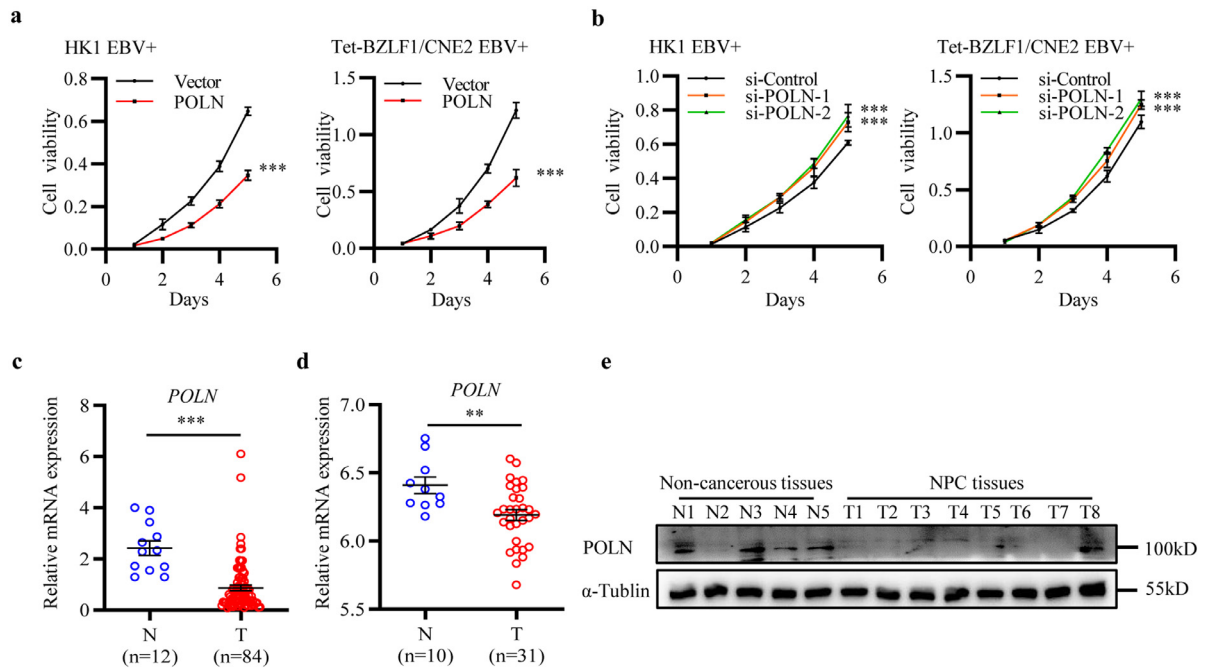 a
HK1 EBV+
Cell viability
0.8
0.6
0.4
0.2
0.0
Vector
POLN
***
0 2 4 6
Days
Tet-BZLF1/CNE2 EBV+
Cell viability
1.5
1.0
0.5
0.0
Vector
POLN
***
0 2 4 6
Days
b
HK1 EBV+
Cell viability
1.0
0.8
0.6
0.4
0.2
0.0
si-Control
si-POLN-1
si-POLN-2
***
***
0 1 2 3 4 5 6
Days
Tet-BZLF1/CNE2 EBV+
Cell viability
1.5
1.0
0.5
0.0
si-Control
si-POLN-1
si-POLN-2
***
***
0 2 4 6
Days
c
POLN
***
Relative mRNA expression
8
6
4
2
0
N T
(n=12) (n=84)
d
POLN
**
Relative mRNA expression
7.0
6.5
6.0
5.5
N T
(n=10) (n=31)
e
Non-cancerous tissues NPC tissues
N1 N2 N3 N4 N5 T1 T2 T3 T4 T5 T6 T7 T8
POLN 100kD
α-Tublin 55kD